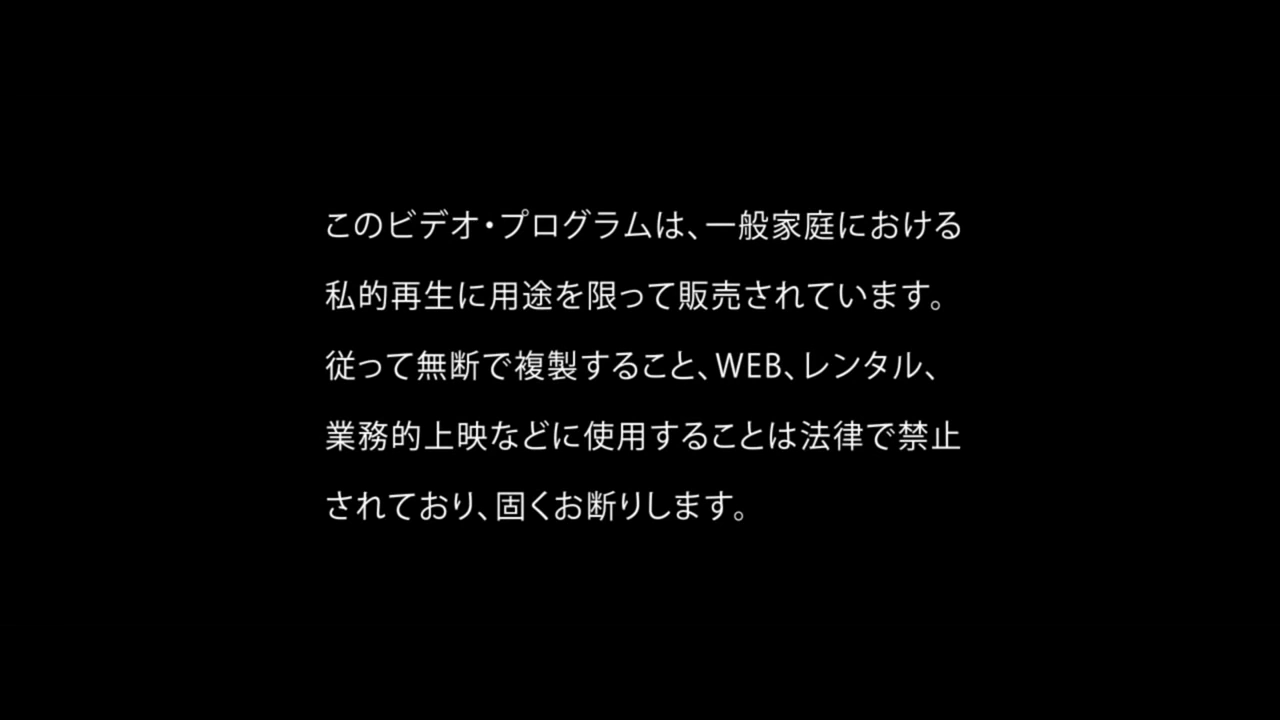 このビデオ・プログラムは、一般家庭における
私的再生に用途を限って販売されています。
従って無断で複製すること、WEB、レンタル、
業務的上映などに使用することは法律で禁止
されており、固くお断りします。